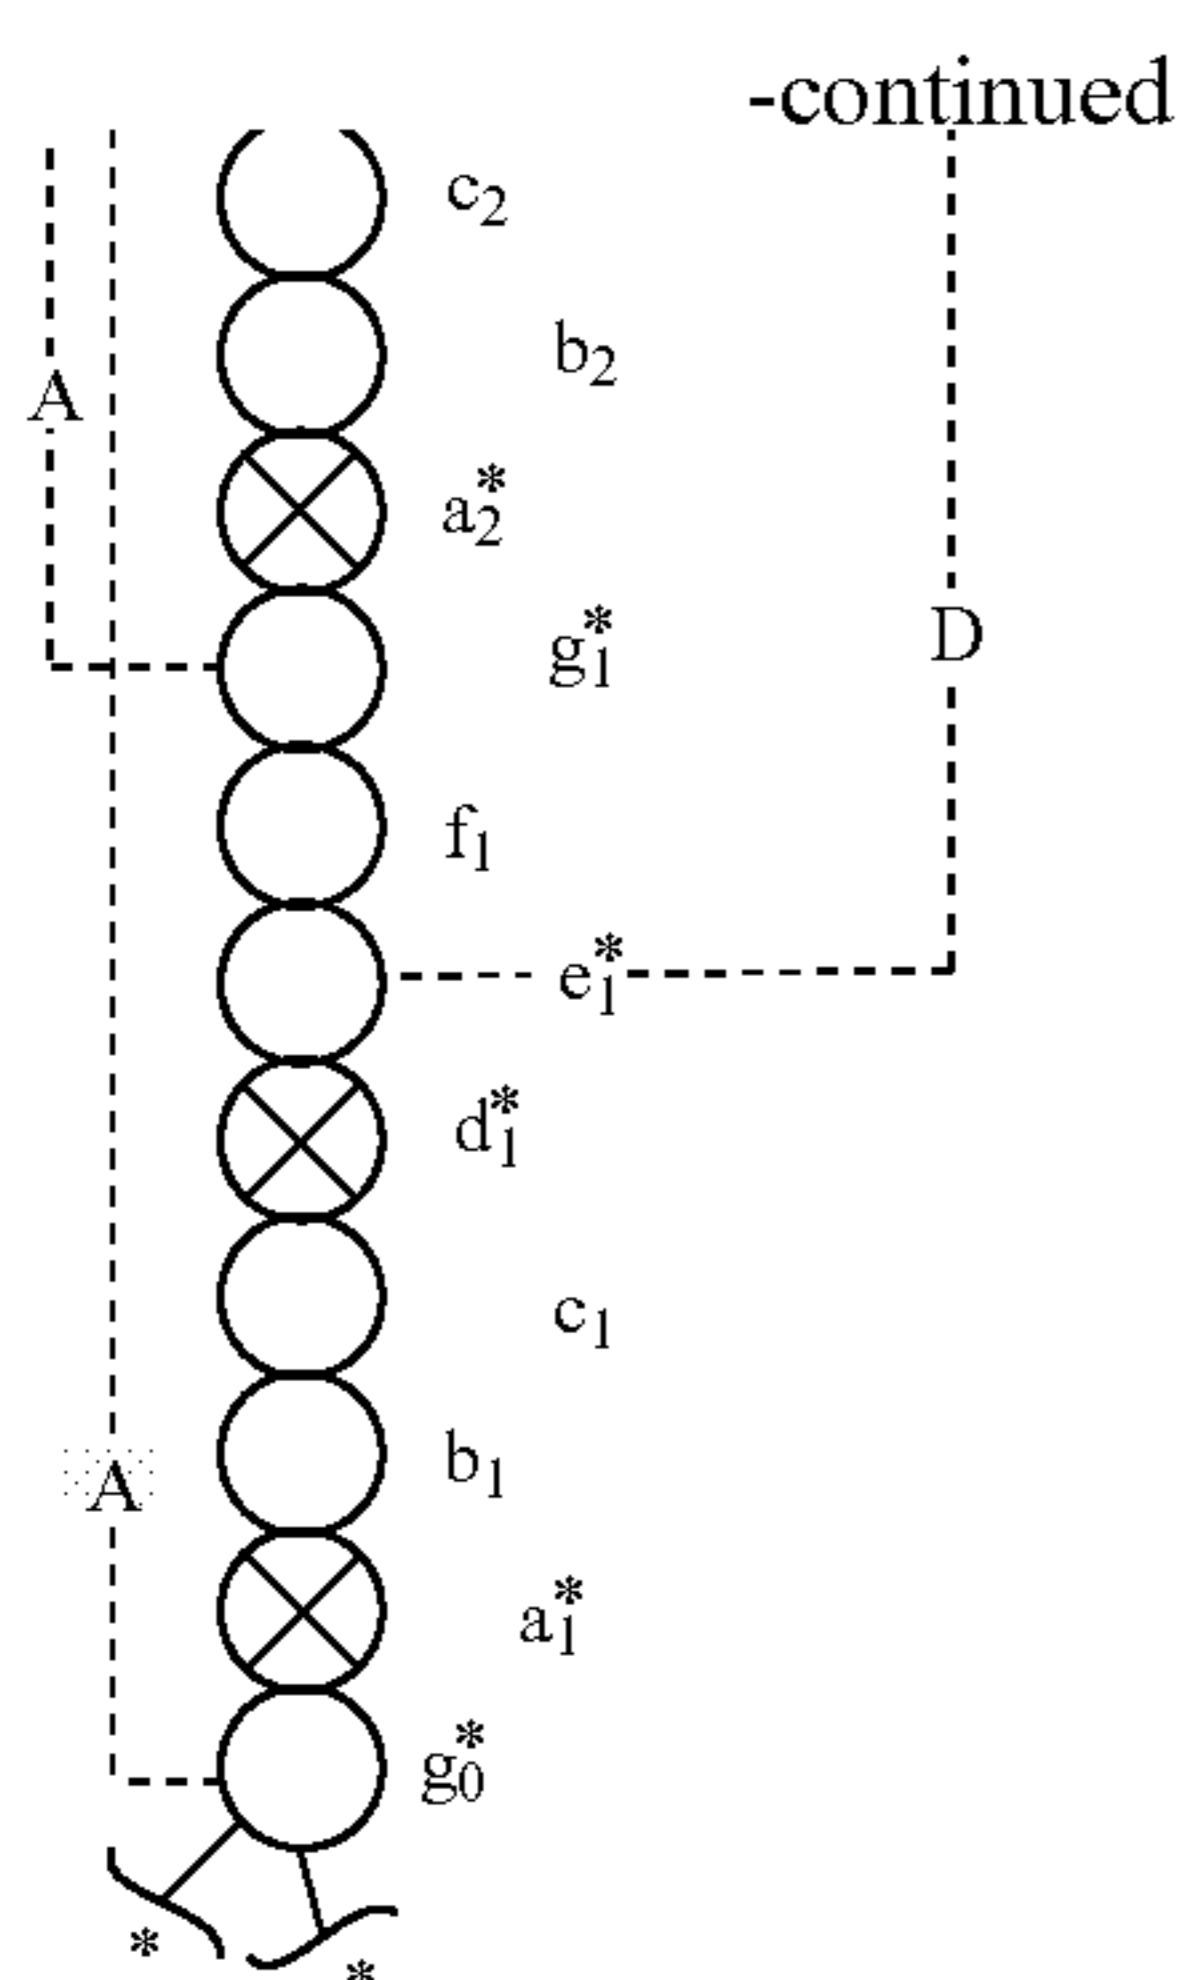 -continued
c₂
b₂
A
a₂*
g₁*
D
f₁
e₁*
d₁*
c₁
b₁
A
a₁*
g₀*
*
*